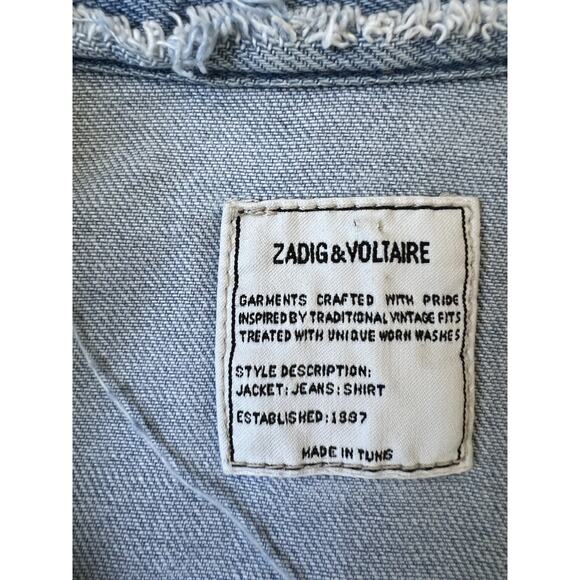 ZADIG&VOLTAIRE
GARMENTS CRAFTED WITH PRIDE
INSPIRED BY TRADITIONAL VINTAGE FITS
TREATED WITH UNIQUE WORN WASHES
STYLE DESCRIPTION:
JACKET: JEANS: SHIRT
ESTABLISHED: 1997
MADE IN TUNIS